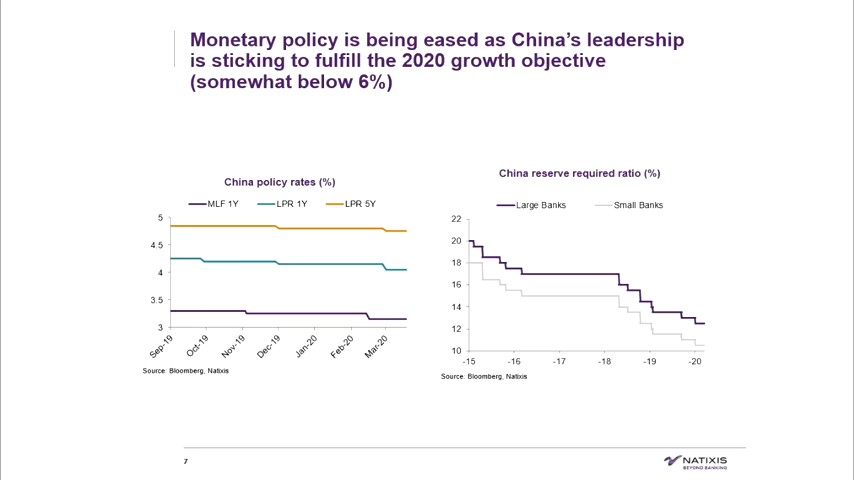 Monetary policy is being eased as China's leadership
is sticking to fulfill the 2020 growth objective
(somewhat below 6%)
China policy rates (%)
MLF 1Y LPR 1Y LPR 5Y
5
4.5
4
3.5
3
Sep-19 Oct-19 Nov-19 Dec-19 Jan-20 Feb-20 Mar-20
Source: Bloomberg, Natixis
China reserve required ratio (%)
Large Banks Small Banks
22
20
18
16
14
12
10
-15 -16 -17 -18 -19 -20
Source: Bloomberg, Natixis
7
NATIXIS
BEYOND BANKING